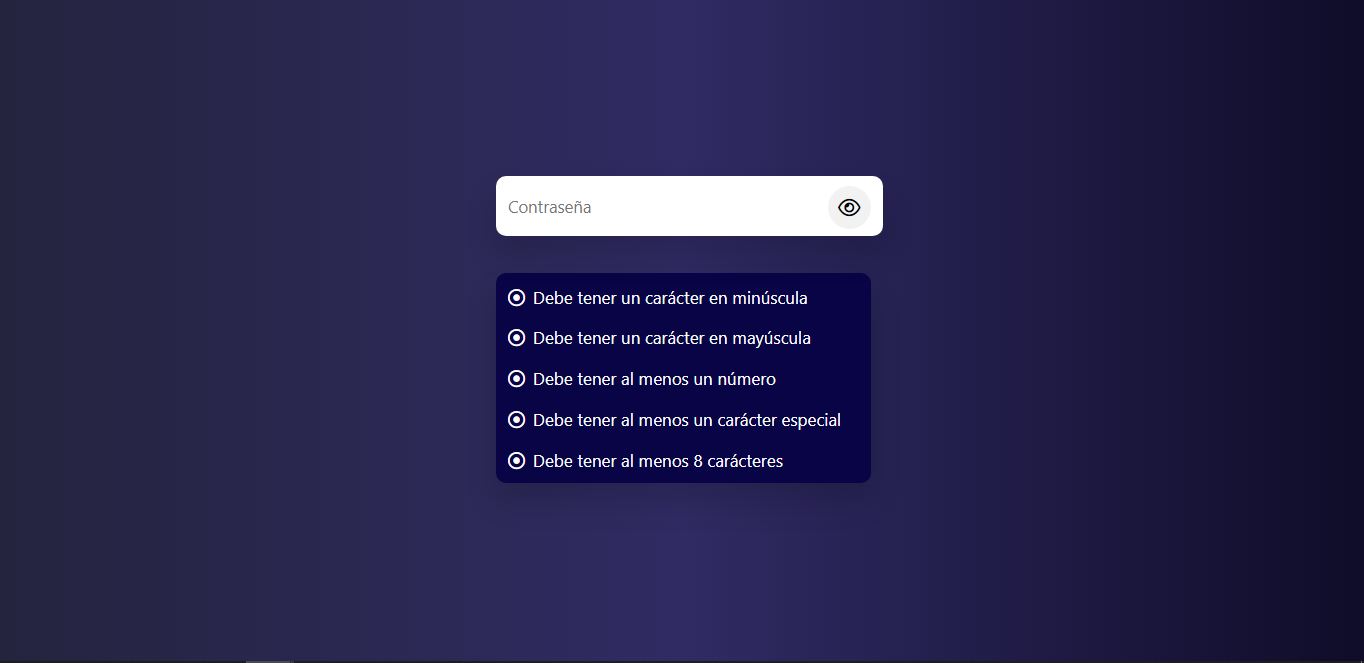 Contraseña
Debe tener un carácter en minúscula
Debe tener un carácter en mayúscula
Debe tener al menos un número
Debe tener al menos un carácter especial
Debe tener al menos 8 carácteres